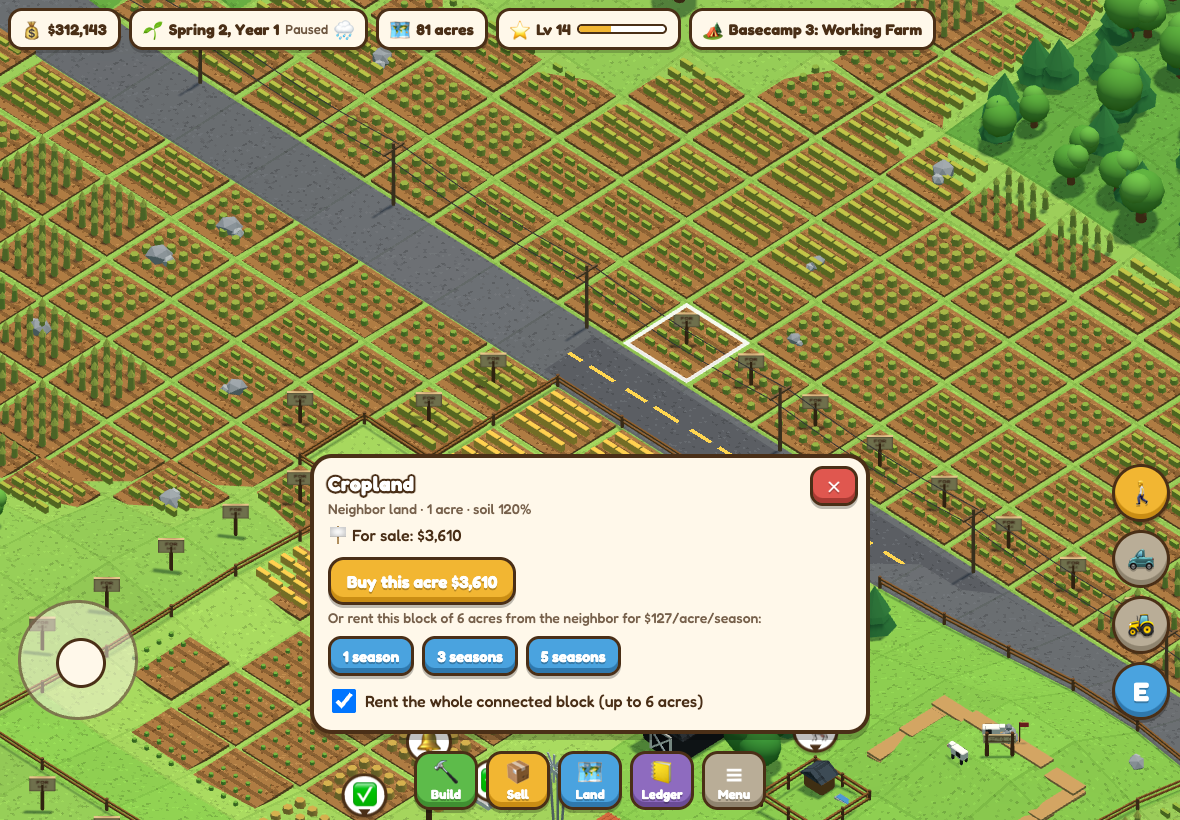 $312,143
Spring 2, Year 1 Paused
81 acres
Lv 14
Basecamp 3: Working Farm
Cropland
Neighbor land · 1 acre · soil 120%
For sale: $3,610
Buy this acre $3,610
Or rent this block of 6 acres from the neighbor for $127/acre/season:
1 season
3 seasons
5 seasons
Rent the whole connected block (up to 6 acres)
E
Build
Sell
Land
Ledger
Menu